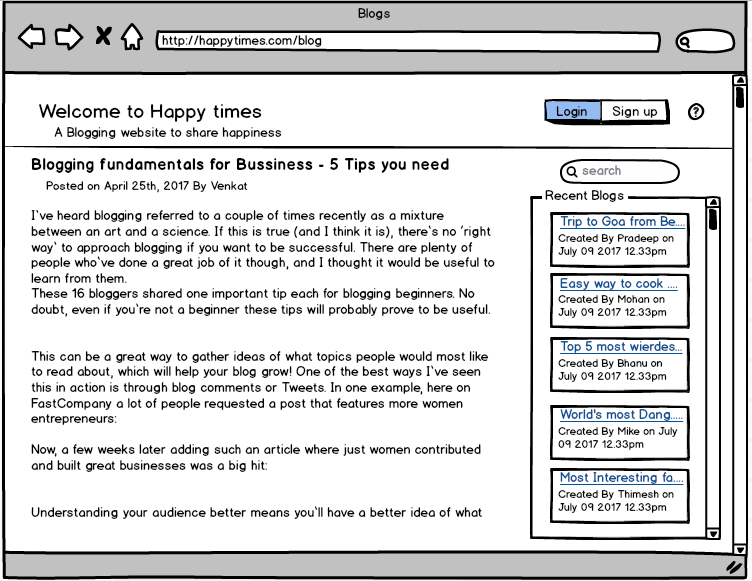 Blogs
http://happytimes.com/blog
Welcome to Happy times
A Blogging website to share happiness
Login
Sign up
?
Blogging fundamentals for Bussiness - 5 Tips you need
Posted on April 25th, 2017 By Venkat
I`ve heard blogging referred to a couple of times recently as a mixture
between an art and a science. If this is true (and I think it is), there`s no 'right
way` to approach blogging if you want to be successful. There are plenty of
people who`ve done a great job of it though, and I thought it would be useful to
learn from them.
These 16 bloggers shared one important tip each for blogging beginners. No
doubt, even if you`re not a beginner these tips will probably prove to be useful.
This can be a great way to gather ideas of what topics people would most like
to read about, which will help your blog grow! One of the best ways I`ve seen
this in action is through blog comments or Tweets. In one example, here on
FastCompany a lot of people requested a post that features more women
entrepreneurs:
Now, a few weeks later adding such an article where just women contributed
and built great businesses was a big hit:
Understanding your audience better means you`ll have a better idea of what
search
Recent Blogs
Trip to Goa from Be....
Created By Pradeep on
July 09 2017 12.33pm
Easy way to cook ....
Created By Mohan on
July 09 2017 12.33pm
Top 5 most wierdes...
Created By Bhanu on
July 09 2017 12.33pm
World's most Dang.....
Created By Mike on July
09 2017 12.33pm
Most Interesting fa....
Created By Thimesh on
July 09 2017 12.33pm